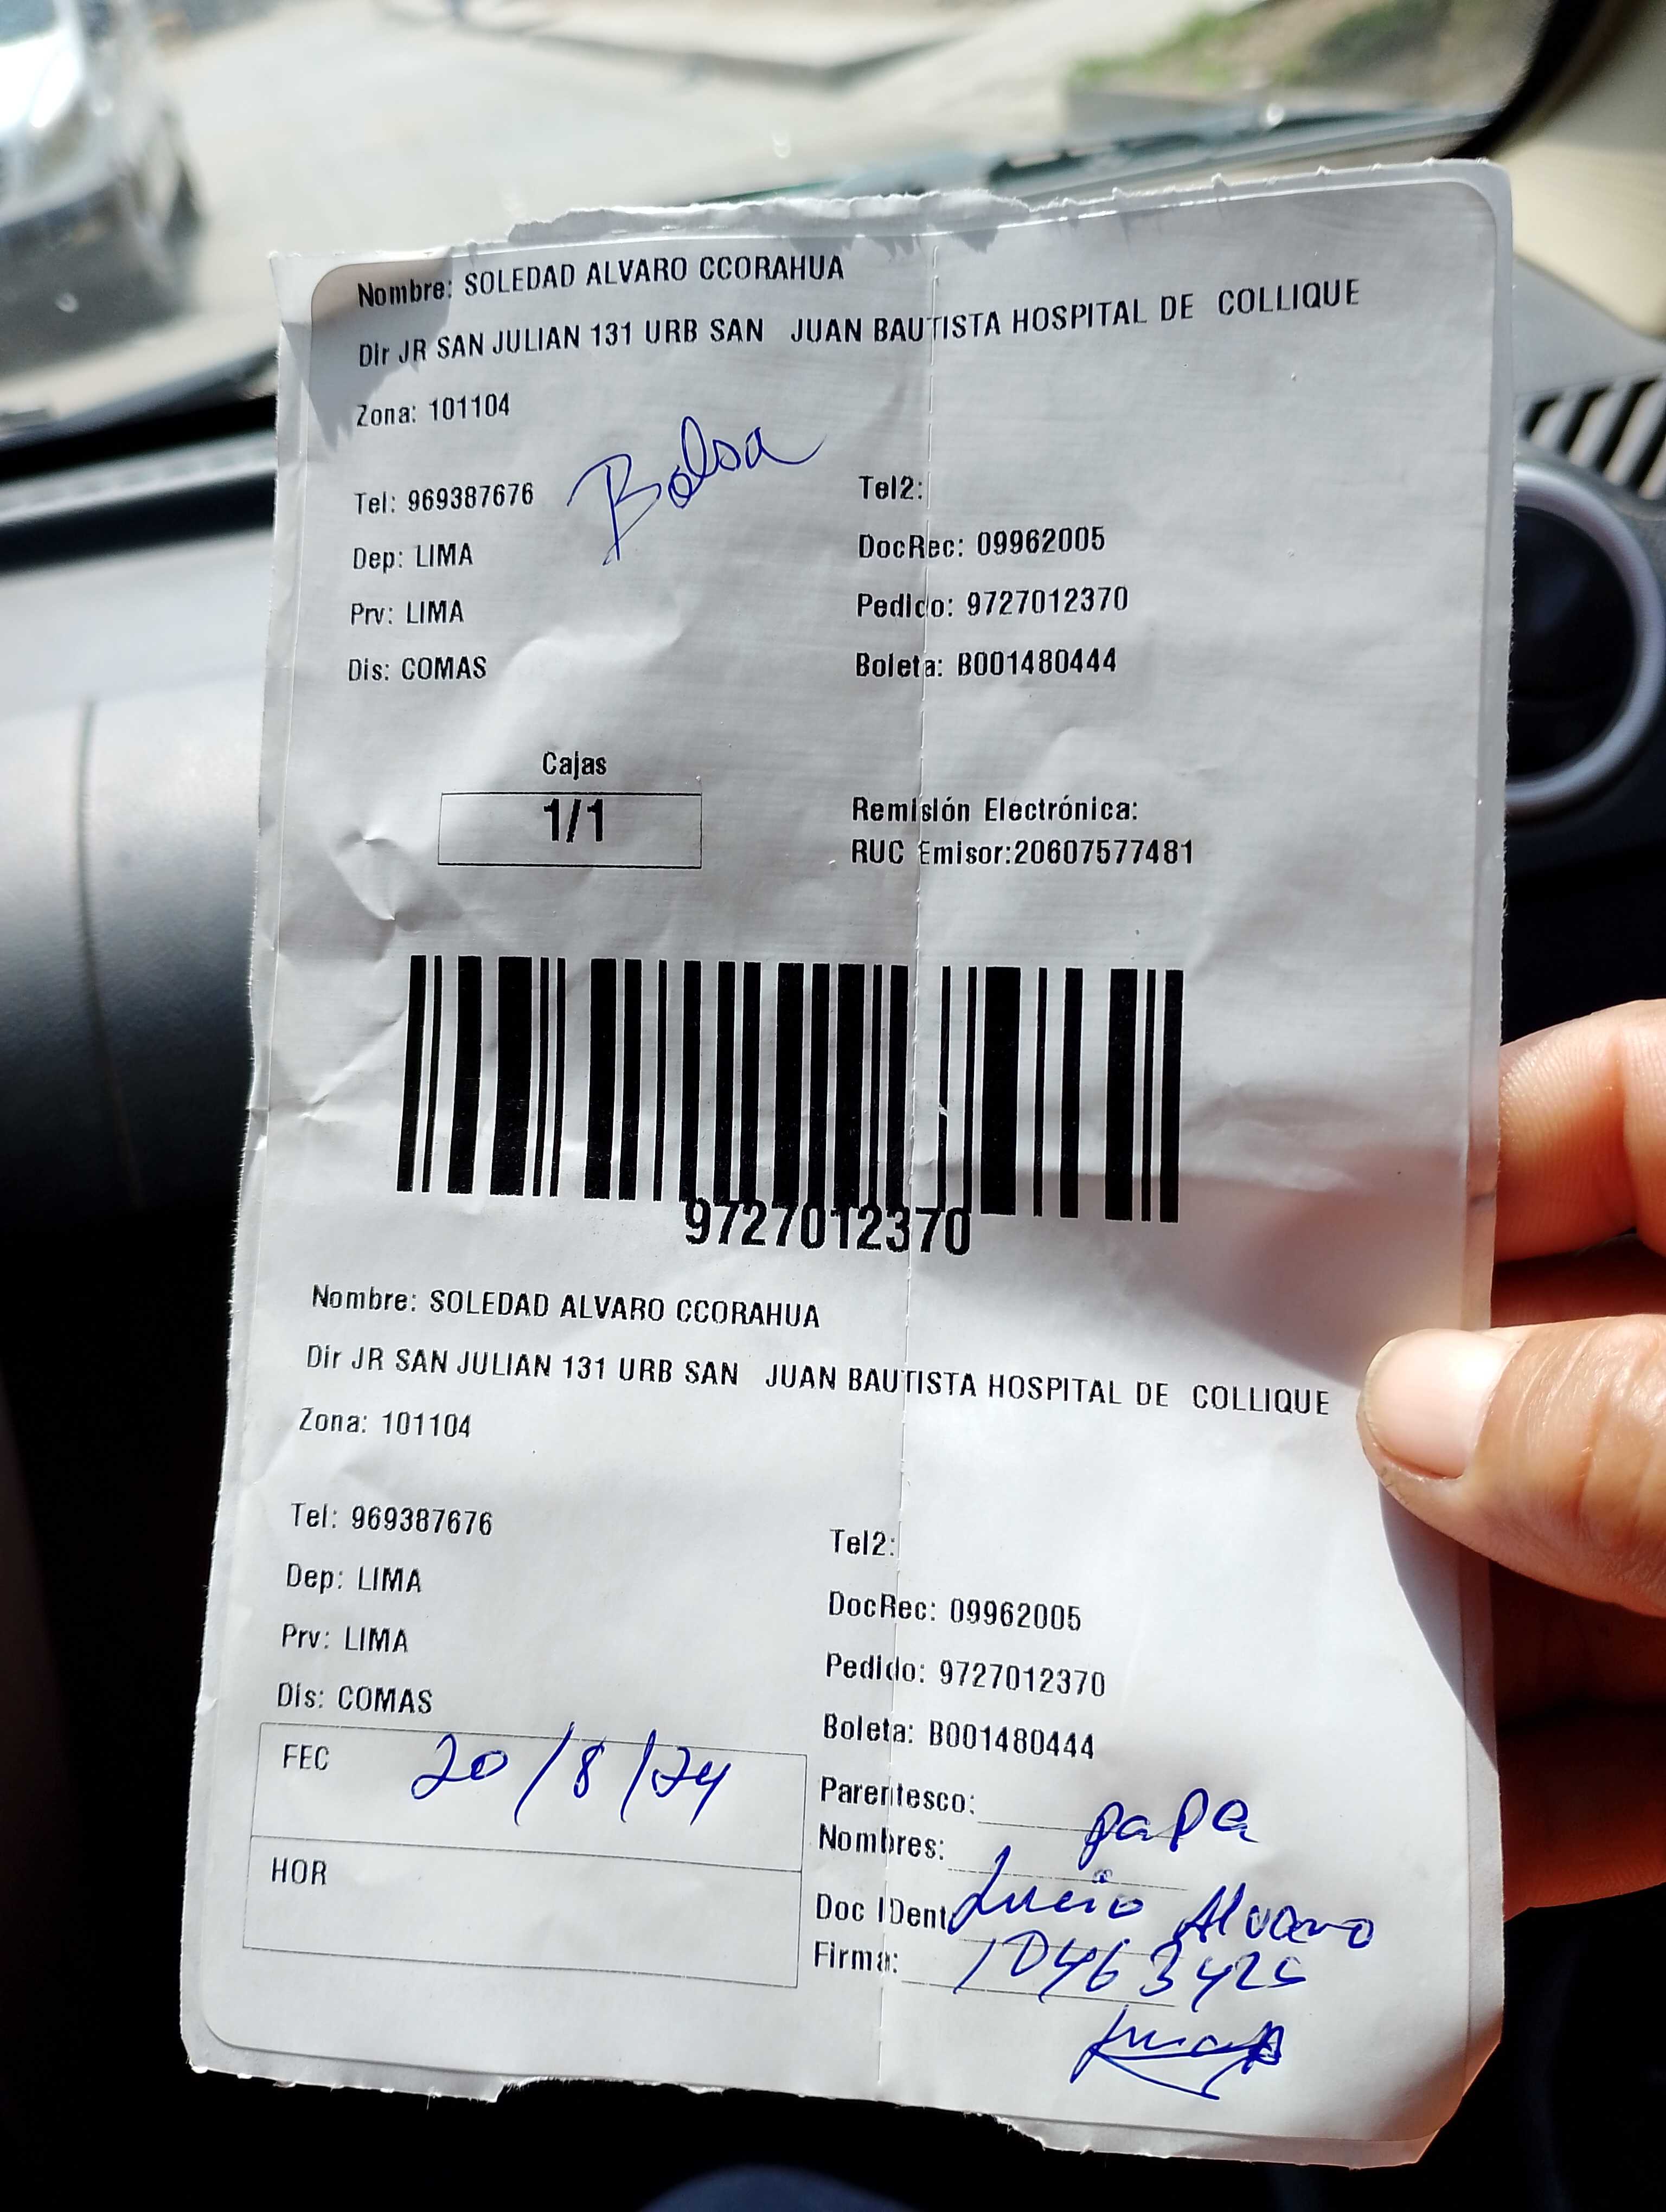 Nombre: SOLEDAD ALVARO CCORAHUA
Dir JR SAN JULIAN 131 URB SAN JUAN BAUTISTA HOSPITAL DE COLLIQUE
Zona: 101104
Bolsa
Tel: 969387676 Tel2:
Dep: LIMA DocRec: 09962005
Prv: LIMA Pedido: 9727012370
Dis: COMAS Boleta: B001480444
Cajas
1/1
Remisión Electrónica:
RUC Emisor:20607577481
9727012370
Nombre: SOLEDAD ALVARO CCORAHUA
Dir JR SAN JULIAN 131 URB SAN JUAN BAUTISTA HOSPITAL DE COLLIQUE
Zona: 101104
Tel: 969387676 Tel2:
Dep: LIMA DocRec: 09962005
Prv: LIMA Pedido: 9727012370
Dis: COMAS Boleta: B001480444
FEC 20/8/24
HOR
Parentesco: papa
Nombres:
Doc IDent Lucio Alvaro
Firma: